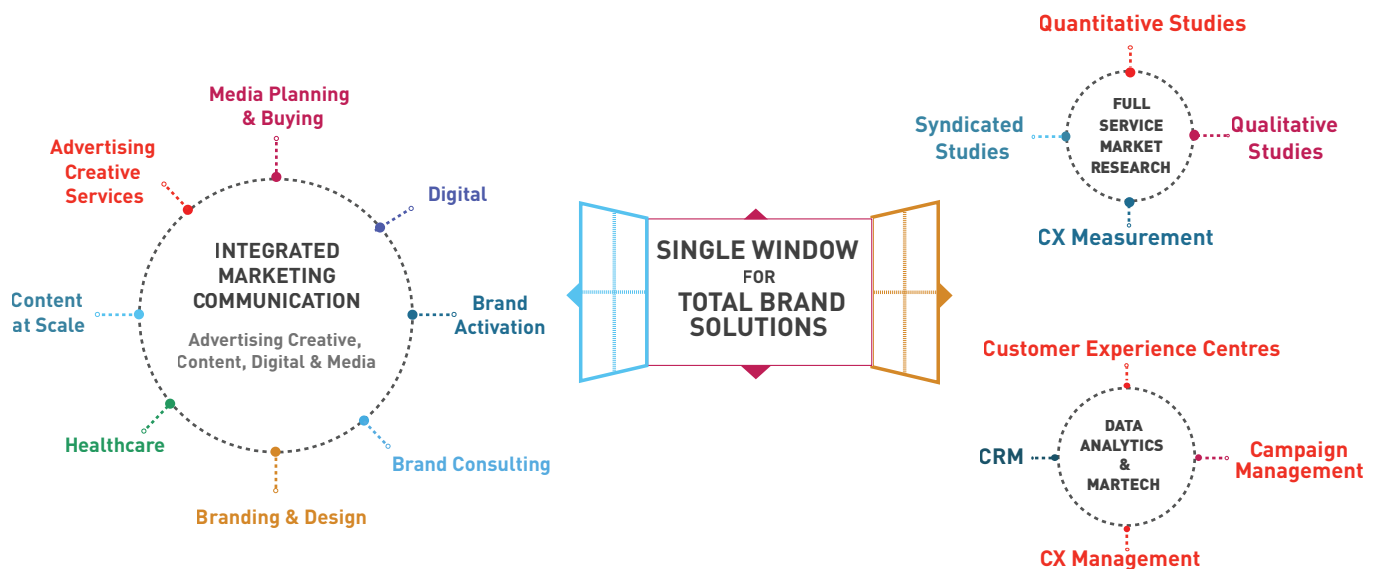 Media Planning
& Buying
Advertising
Creative
Services
Digital
INTEGRATED
MARKETING
COMMUNICATION
Advertising Creative,
Content, Digital & Media
Content
at Scale
Brand
Activation
Healthcare
Brand Consulting
Branding & Design
SINGLE WINDOW
FOR
TOTAL BRAND
SOLUTIONS
Quantitative Studies
FULL
SERVICE
MARKET
RESEARCH
Syndicated
Studies
Qualitative
Studies
CX Measurement
Customer Experience Centres
DATA
ANALYTICS
&
MARTECH
CRM
Campaign
Management
CX Management